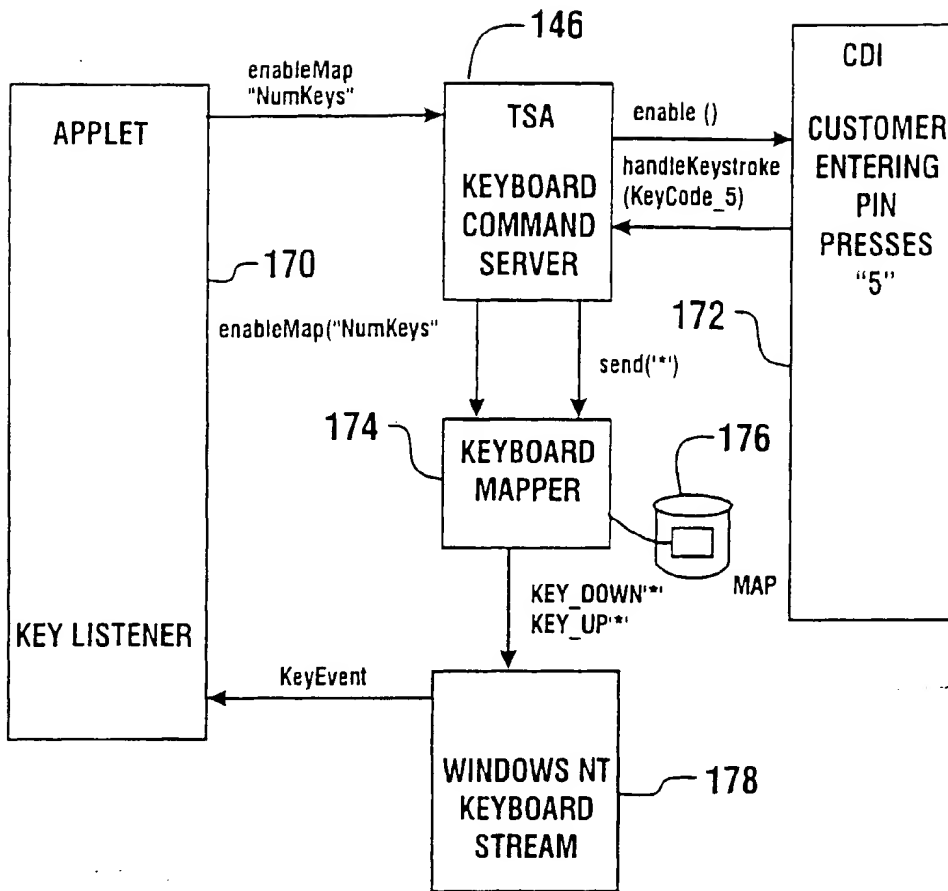 146
enableMap
"NumKeys"
APPLET
TSA
KEYBOARD
COMMAND
SERVER
enable ()
handleKeystroke
(KeyCode_5)
CDI
CUSTOMER
ENTERING
PIN
PRESSES
"5"
170
172
enableMap("NumKeys"
send('*')
174
KEYBOARD
MAPPER
176
MAP
KEY_DOWN'*'
KEY_UP'*'
KEY LISTENER
KeyEvent
WINDOWS NT
KEYBOARD
STREAM
178